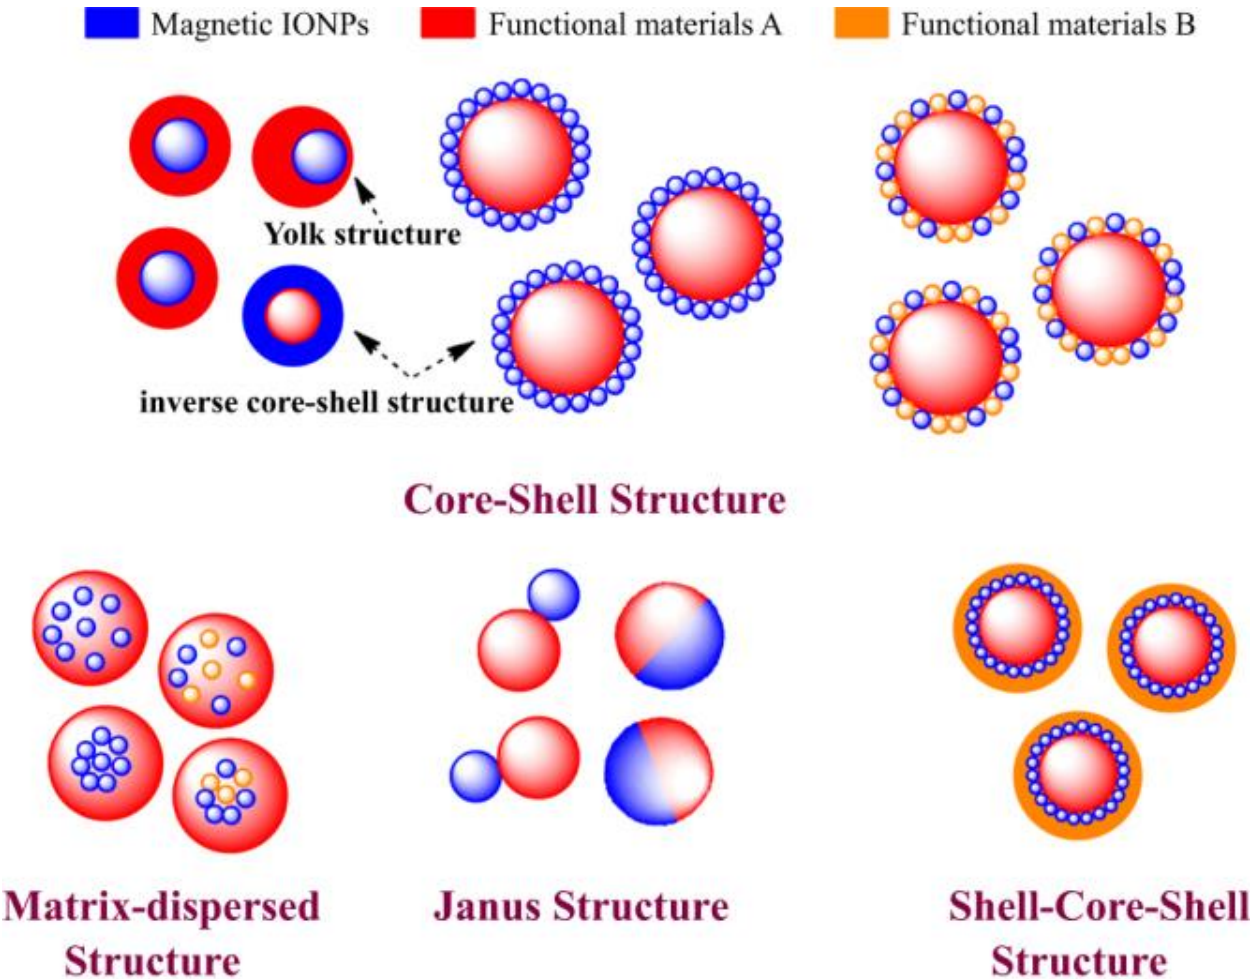 Magnetic IONPs
Functional materials A
Functional materials B
Yolk structure
inverse core-shell structure
Core-Shell Structure
Matrix-dispersed
Structure
Janus Structure
Shell-Core-Shell
Structure